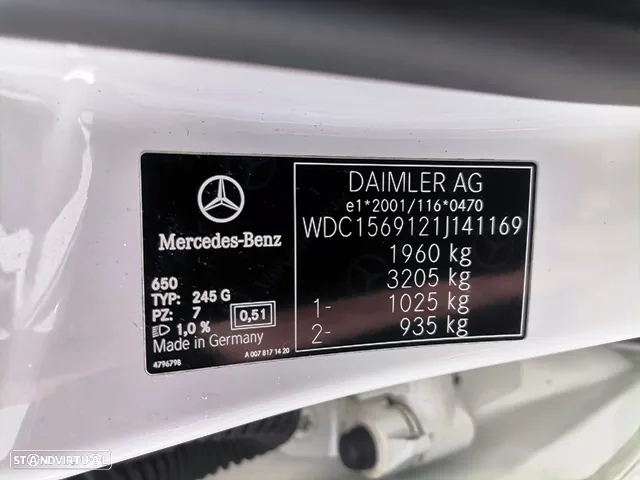 Mercedes-Benz
650
TYP: 245 G
PZ: 7
1,0 %
0,51
Made in Germany
4796798
A 007 817 14 20
DAIMLER AG
e1*2001/116*0470
WDC1569121J141169
1960 kg
3205 kg
1- 1025 kg
2- 935 kg
STANDVIRTUAL